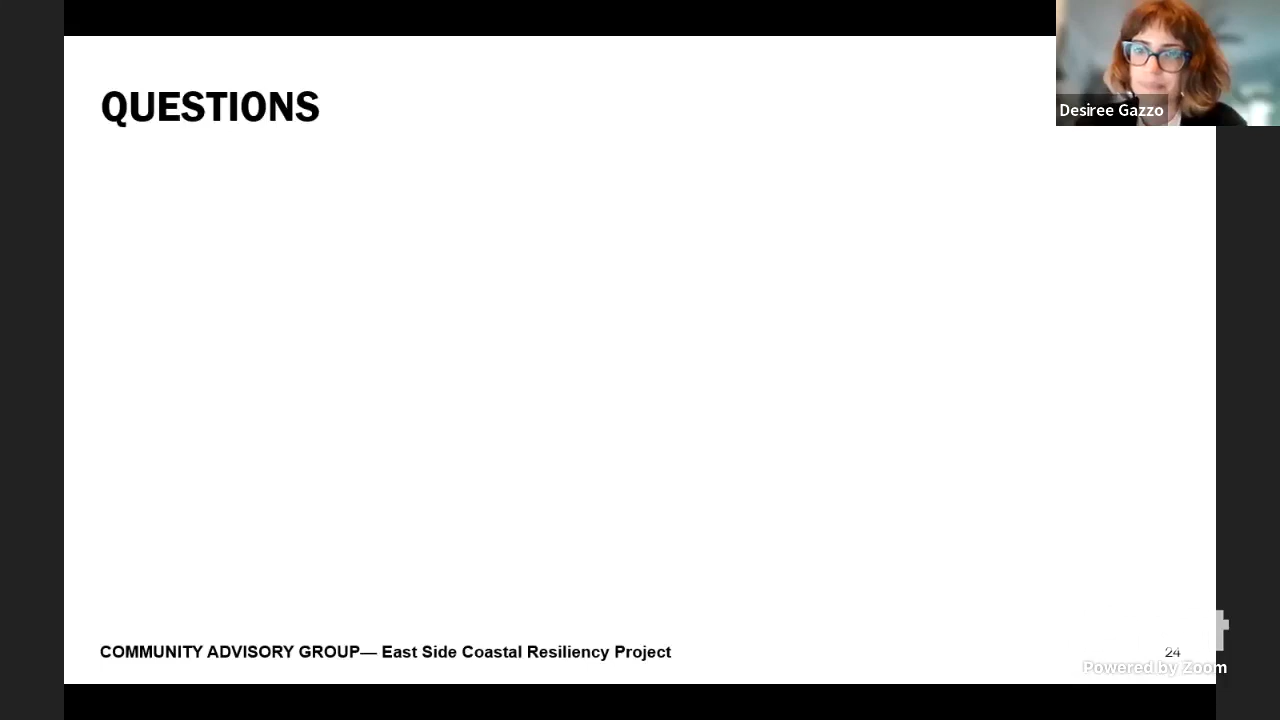 QUESTIONS
Desiree Gazzo
COMMUNITY ADVISORY GROUP— East Side Coastal Resiliency Project
24
Powered by Zoom